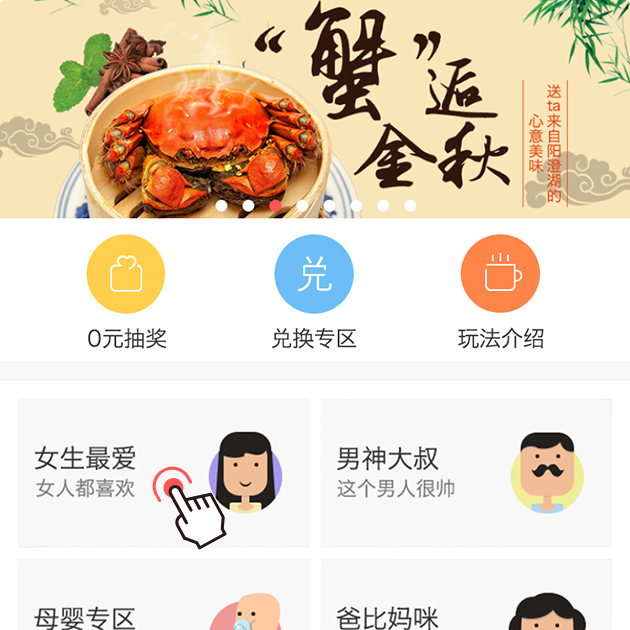 “蟹”逅
金秋
送ta来自阳澄湖的
心意美味
兑
0元抽奖
兑换专区
玩法介绍
女生最爱
女人都喜欢
男神大叔
这个男人很帅
母婴专区
爸比妈咪